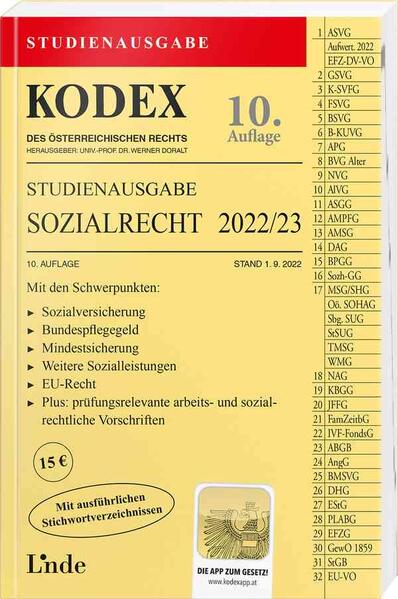 STUDIENAUSGABE
KODEX
DES ÖSTERREICHISCHEN RECHTS
HERAUSGEBER: UNIV.-PROF. DR. WERNER DORALT
10.
Auflage
STUDIENAUSGABE
SOZIALRECHT 2022/23
10. AUFLAGE STAND 1. 9. 2022
Mit den Schwerpunkten:
► Sozialversicherung
► Bundespflegegeld
► Mindestsicherung
► Weitere Sozialleistungen
► EU-Recht
► Plus: prüfungsrelevante arbeits- und sozial-
rechtliche Vorschriften
15 €
Mit ausführlichen
Stichwortverzeichnissen
Linde
DIE APP ZUM GESETZ!
www.kodexapp.at
1 ASVG
Aufwert. 2022
EFZ-DV-VO
2 GSVG
3 K-SVFG
4 FSVG
5 BSVG
6 B-KUVG
7 APG
8 BVG Alter
9 NVG
10 AlVG
11 ASGG
12 AMPFG
13 AMSG
14 DAG
15 BPGG
16 Sozh-GG
17 MSG/SHG
Oö. SOHAG
Sbg. SUG
StSUG
TMSG
WMG
18 NAG
19 KBGG
20 JFFG
21 FamZeitbG
22 IVF-FondsG
23 ABGB
24 AngG
25 BMSVG
26 DHG
27 EStG
28 PLABG
29 EFZG
30 GewO 1859
31 StGB
32 EU-VO